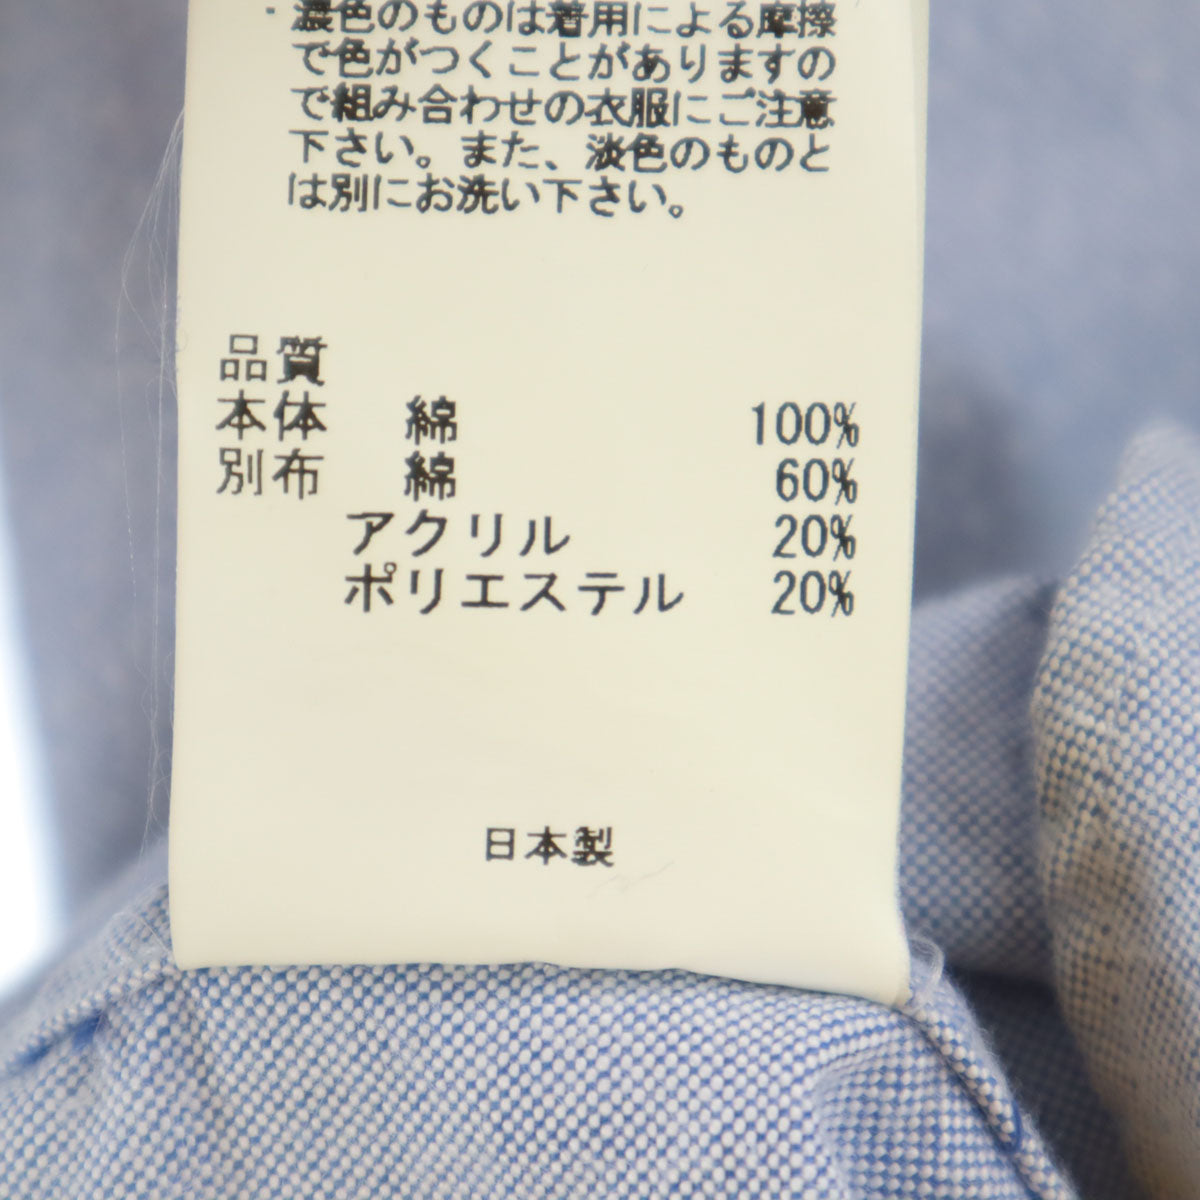 ・濃色のものは着用による摩擦
で色がつくことがありますの
で組み合わせの衣服にご注意
下さい。また、淡色のものと
は別にお洗い下さい。
品質
本体 綿 100%
別布 綿 60%
アクリル 20%
ポリエステル 20%
日本製